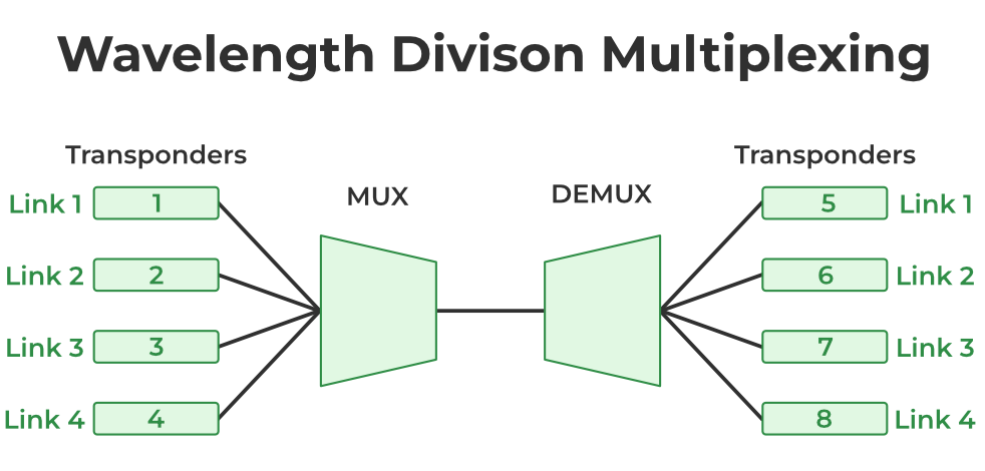 Wavelength Divison Multiplexing
Transponders
Transponders
MUX
DEMUX
Link 1
1
5
Link 1
Link 2
2
6
Link 2
Link 3
3
7
Link 3
Link 4
4
8
Link 4